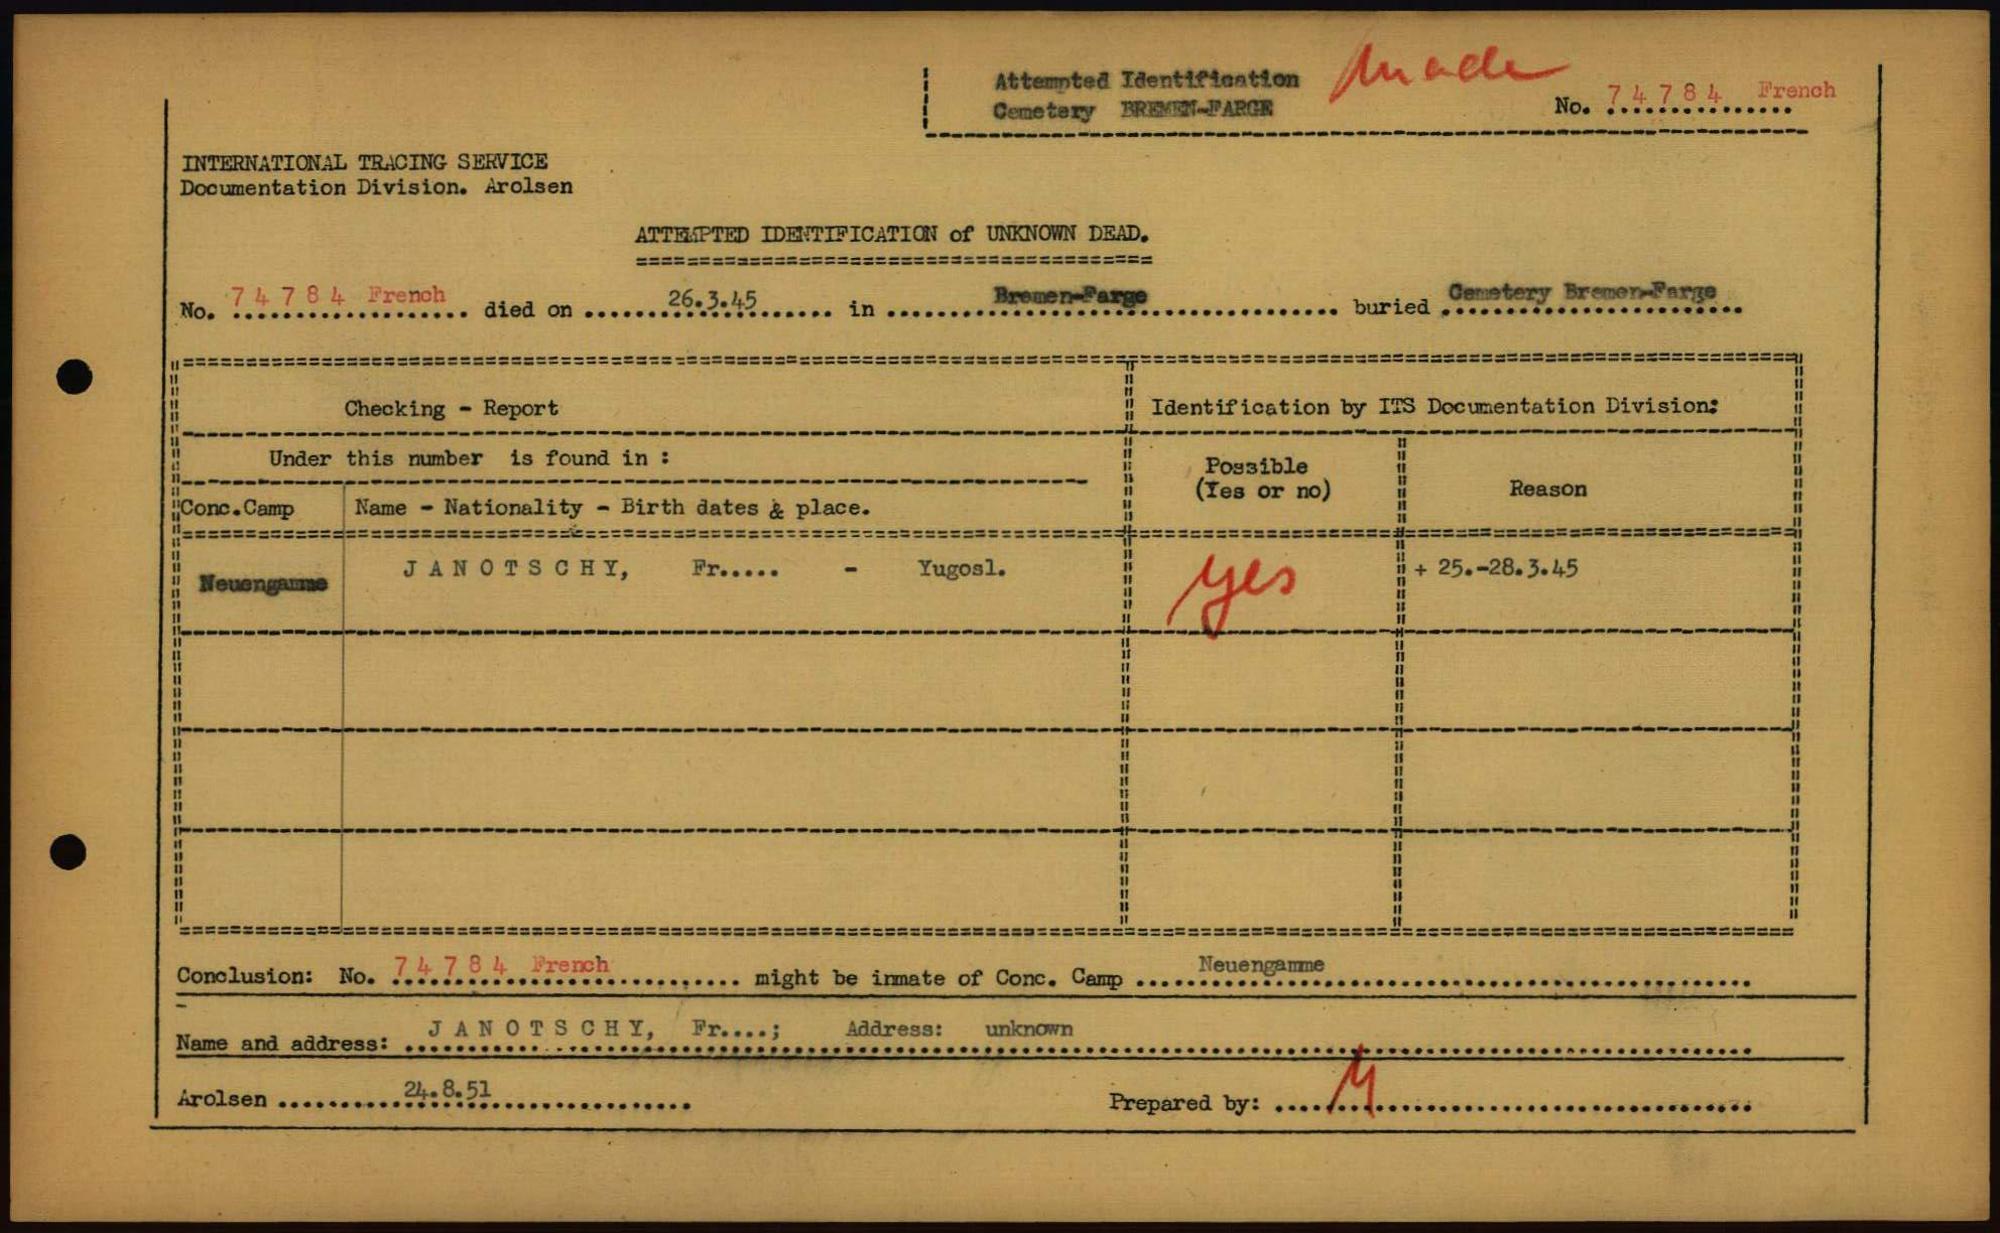 Attempted Identification made
Cemetery BREMEN-FARGE No. 74784 French
INTERNATIONAL TRACING SERVICE
Documentation Division. Arolsen
ATTEMPTED IDENTIFICATION of UNKNOWN DEAD.
No. 74784 French died on 26.3.45 in Bremen-Farge buried Cemetery Bremen-Farge
Checking - Report Identification by ITS Documentation Division:
Under this number is found in :
Possible
(Yes or no) Reason
Conc.Camp Name - Nationality - Birth dates & place.
Neuengamme JANOTSCHY, Fr..... - Yugosl. yes + 25.-28.3.45
Conclusion: No. 74784 French might be inmate of Conc. Camp Neuengamme
Name and address: JANOTSCHY, Fr....; Address: unknown
Arolsen 24.8.51 Prepared by: